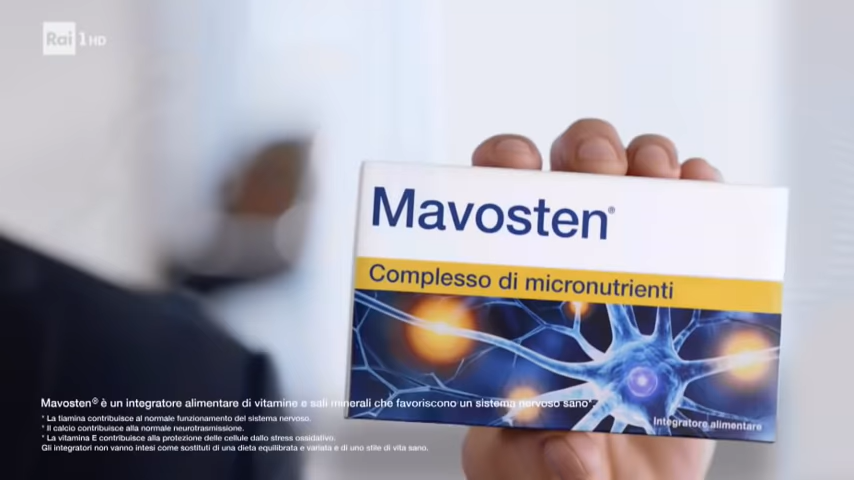 Rai 1 HD
Mavosten®
Complesso di micronutrienti
Integratore alimentare
Mavosten® è un integratore alimentare di vitamine e sali minerali che favoriscono un sistema nervoso sano*.
* La tiamina contribuisce al normale funzionamento del sistema nervoso.
* Il calcio contribuisce alla normale neurotrasmissione.
* La vitamina E contribuisce alla protezione delle cellule dallo stress ossidativo.
Gli integratori non vanno intesi come sostituti di una dieta equilibrata e variata e di uno stile di vita sano.